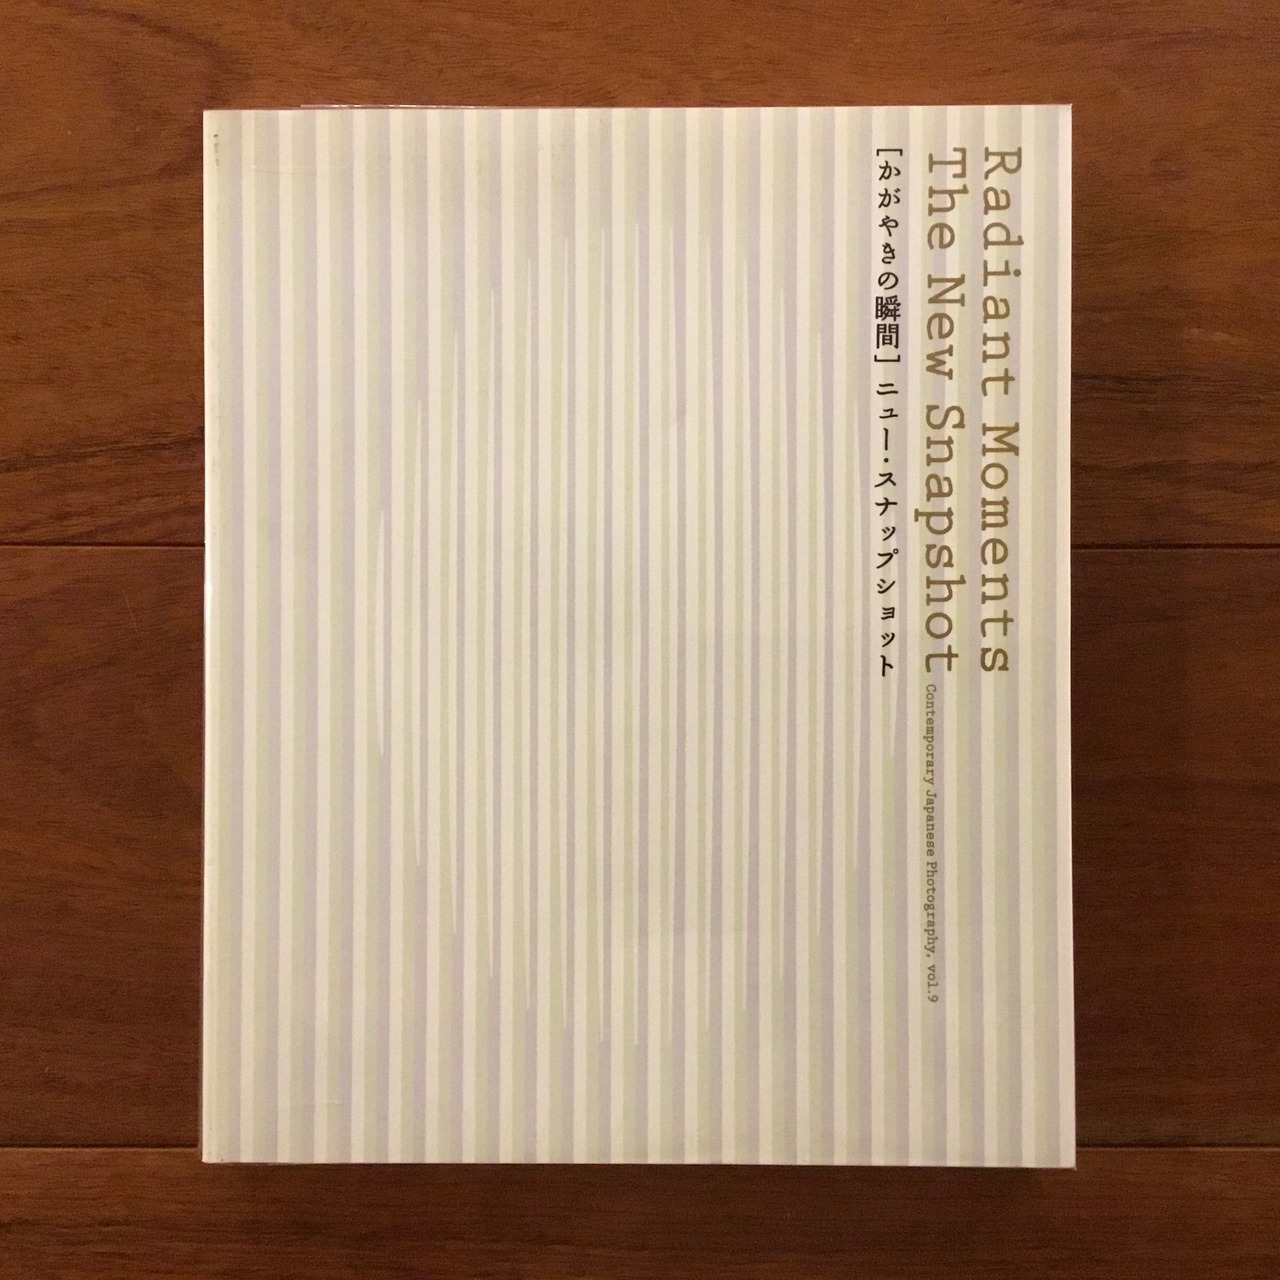 Radiant Moments
The New Snapshot Contemporary Japanese Photography, vol.9
[かがやきの瞬間] ニュー・スナップショット